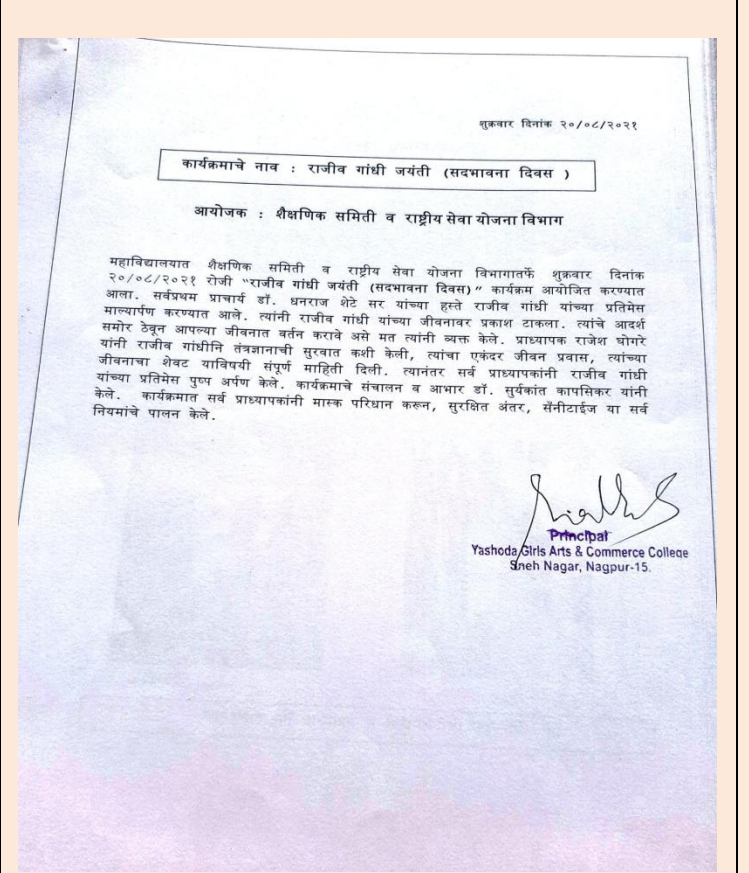 शुक्रवार दिनांक २०/०८/२०२१
कार्यक्रमाचे नाव : राजीव गांधी जयंती (सदभावना दिवस )
आयोजक : शैक्षणिक समिती व राष्ट्रीय सेवा योजना विभाग
महाविद्यालयात शैक्षणिक समिती व राष्ट्रीय सेवा योजना विभागातर्फे शुक्रवार दिनांक
२०/०८/२०२१ रोजी "राजीव गांधी जयंती (सदभावना दिवस)" कार्यक्रम आयोजित करण्यात
आला. सर्वप्रथम प्राचार्य डॉ. धनराज शेटे सर यांच्या हस्ते राजीव गांधी यांच्या प्रतिमेस
माल्यार्पण करण्यात आले. त्यांनी राजीव गांधी यांच्या जीवनावर प्रकाश टाकला. त्यांचे आदर्श
समोर ठेवून आपल्या जीवनात वर्तन करावे असे मत त्यांनी व्यक्त केले. प्राध्यापक राजेश घोगरे
यांनी राजीव गांधीनि तंत्रज्ञानाची सुरवात कशी केली, त्यांचा एकंदर जीवन प्रवास, त्यांच्या
जीवनाचा शेवट याविषयी संपूर्ण माहिती दिली. त्यानंतर सर्व प्राध्यापकांनी राजीव गांधी
यांच्या प्रतिमेस पुष्प अर्पण केले. कार्यक्रमाचे संचालन व आभार डॉ. सुर्यकांत कापसिकर यांनी
केले. कार्यक्रमात सर्व प्राध्यापकांनी मास्क परिधान करून, सुरक्षित अंतर, सॅनीटाईज या सर्व
नियमांचे पालन केले.
Principal
Yashoda Girls Arts & Commerce College
Sneh Nagar, Nagpur-15.